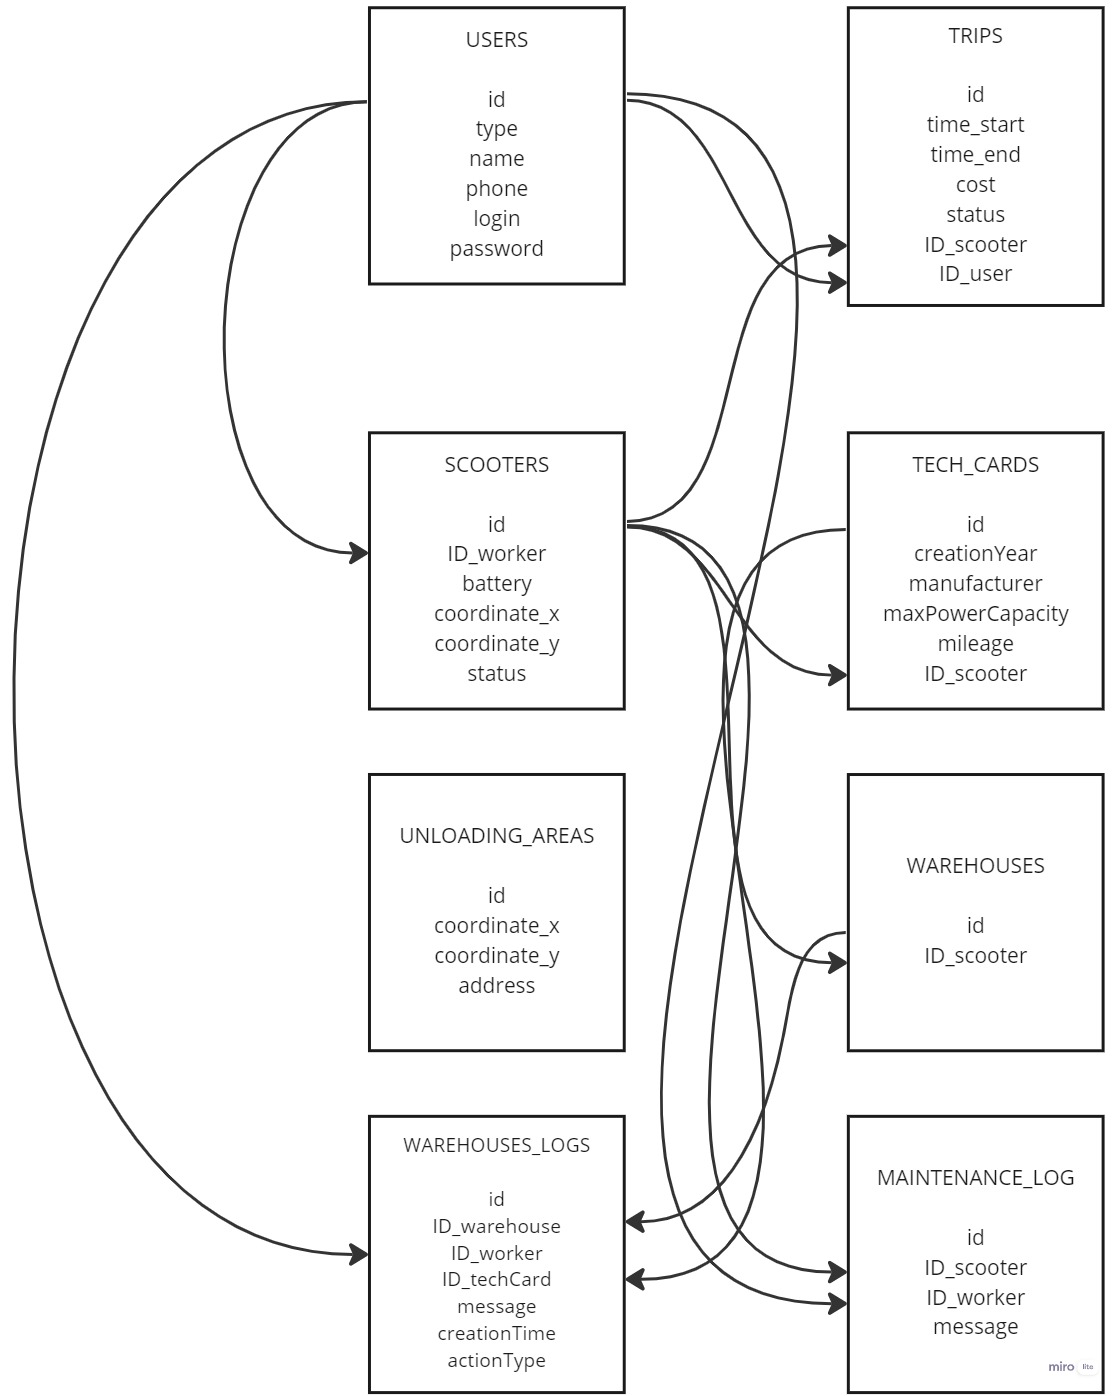 USERS
id
type
name
phone
login
password
TRIPS
id
time_start
time_end
cost
status
ID_scooter
ID_user
SCOOTERS
id
ID_worker
battery
coordinate_x
coordinate_y
status
TECH_CARDS
id
creationYear
manufacturer
maxPowerCapacity
mileage
ID_scooter
UNLOADING_AREAS
id
coordinate_x
coordinate_y
address
WAREHOUSES
id
ID_scooter
WAREHOUSES_LOGS
id
ID_warehouse
ID_worker
ID_techCard
message
creationTime
actionType
MAINTENANCE_LOG
id
ID_scooter
ID_worker
message
miro lite